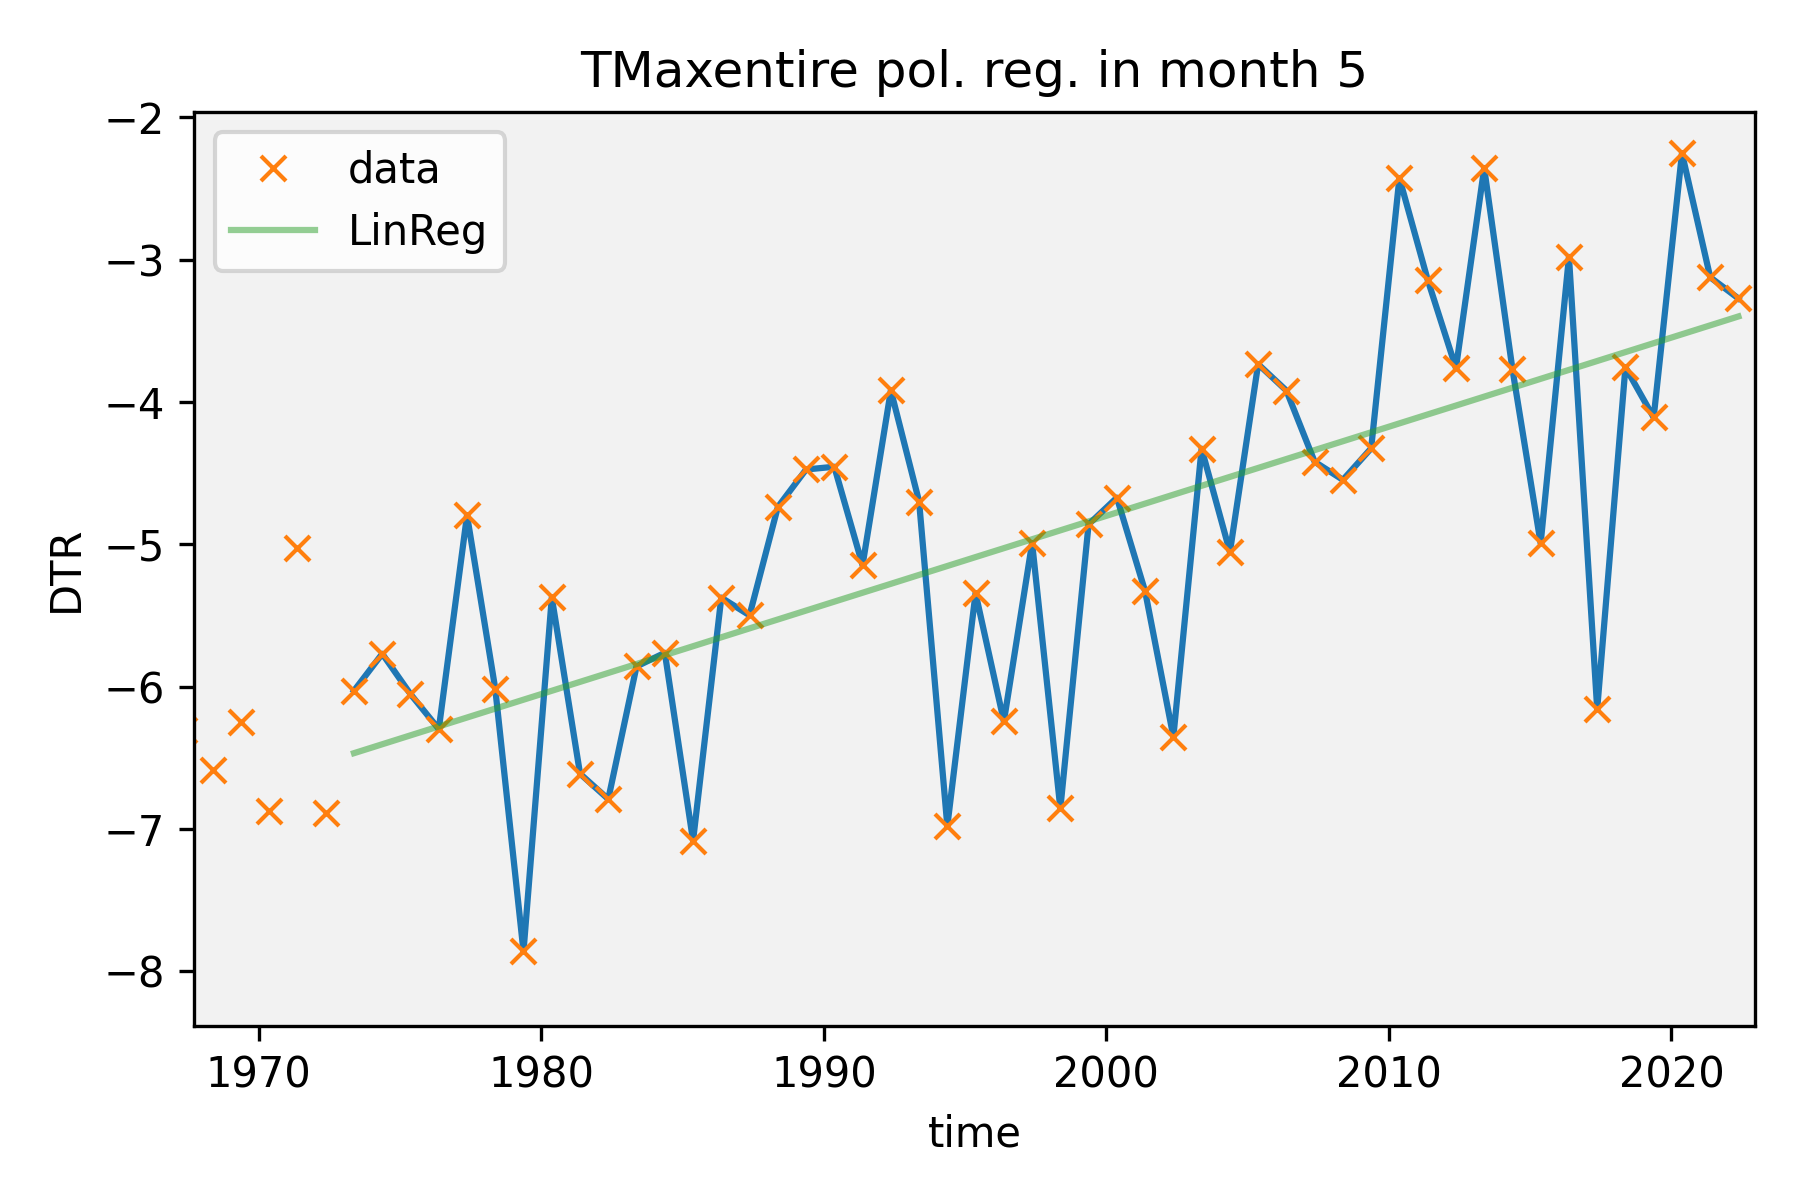 TMaxentire pol. reg. in month 5
data
LinReg
−2
−3
−4
−5
−6
−7
−8
DTR
1970 1980 1990 2000 2010 2020
time